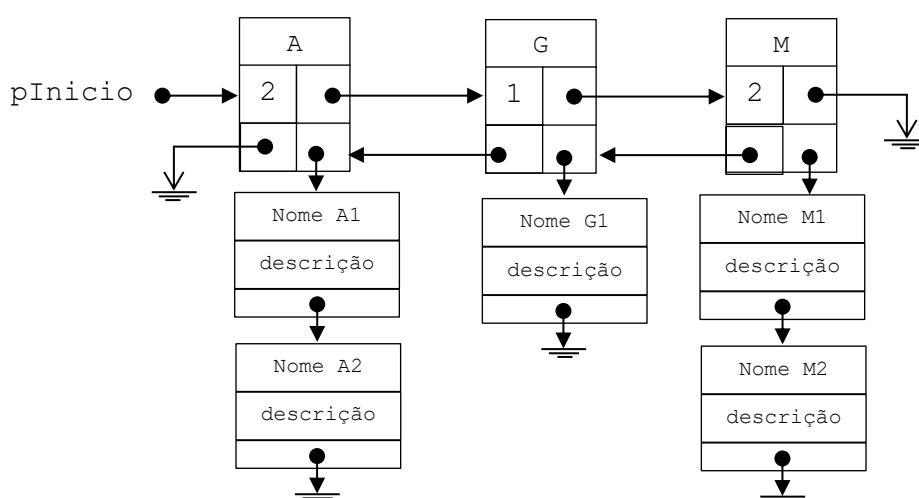 A
G
M
pInicio
2
1
2
Nome A1
descrição
Nome G1
descrição
Nome M1
descrição
Nome A2
descrição
Nome M2
descrição